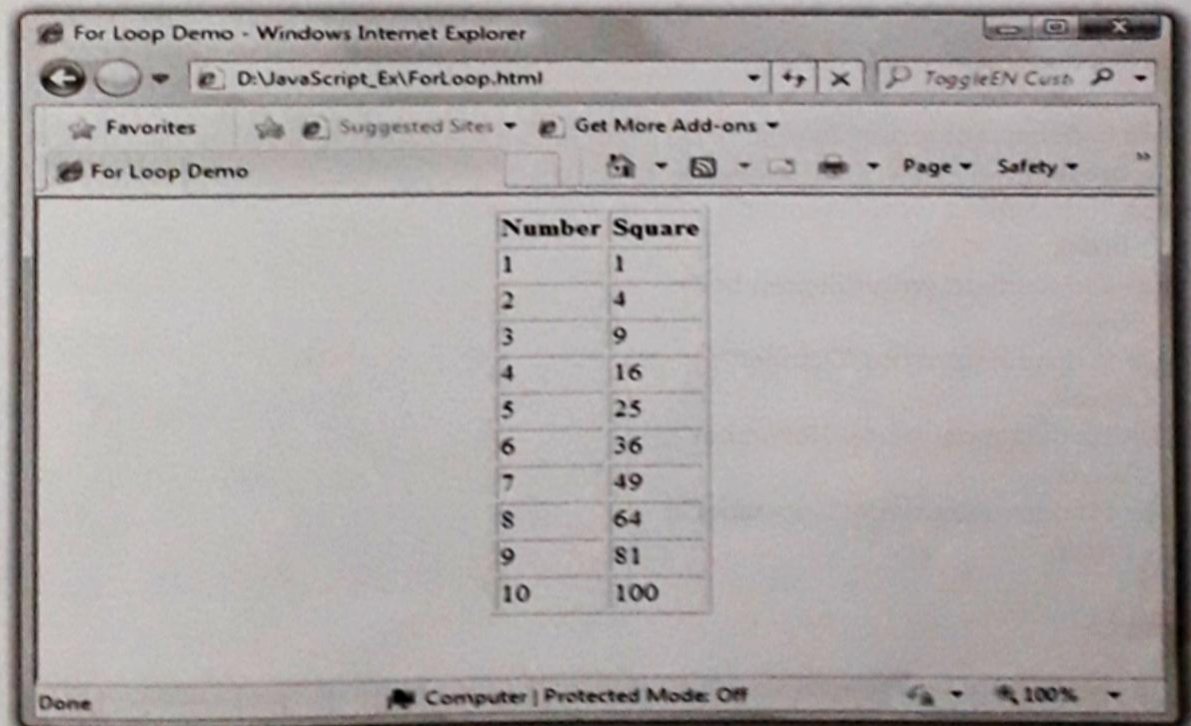 For Loop Demo - Windows Internet Explorer
D:\JavaScript_Ex\ForLoop.html ToggleEN Custo
Favorites Suggested Sites Get More Add-ons
For Loop Demo Page Safety »
Number Square
1 1
2 4
3 9
4 16
5 25
6 36
7 49
8 64
9 81
10 100
Done Computer | Protected Mode: Off 100%